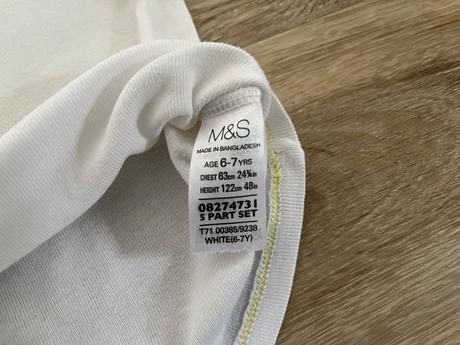 M&S
MADE IN BANGLADESH
AGE 6-7 YRS
CHEST 63cm 24¾in
HEIGHT 122cm 48in
08274731
5 PART SET
T71 00385/9238
WHITE(6-7Y)